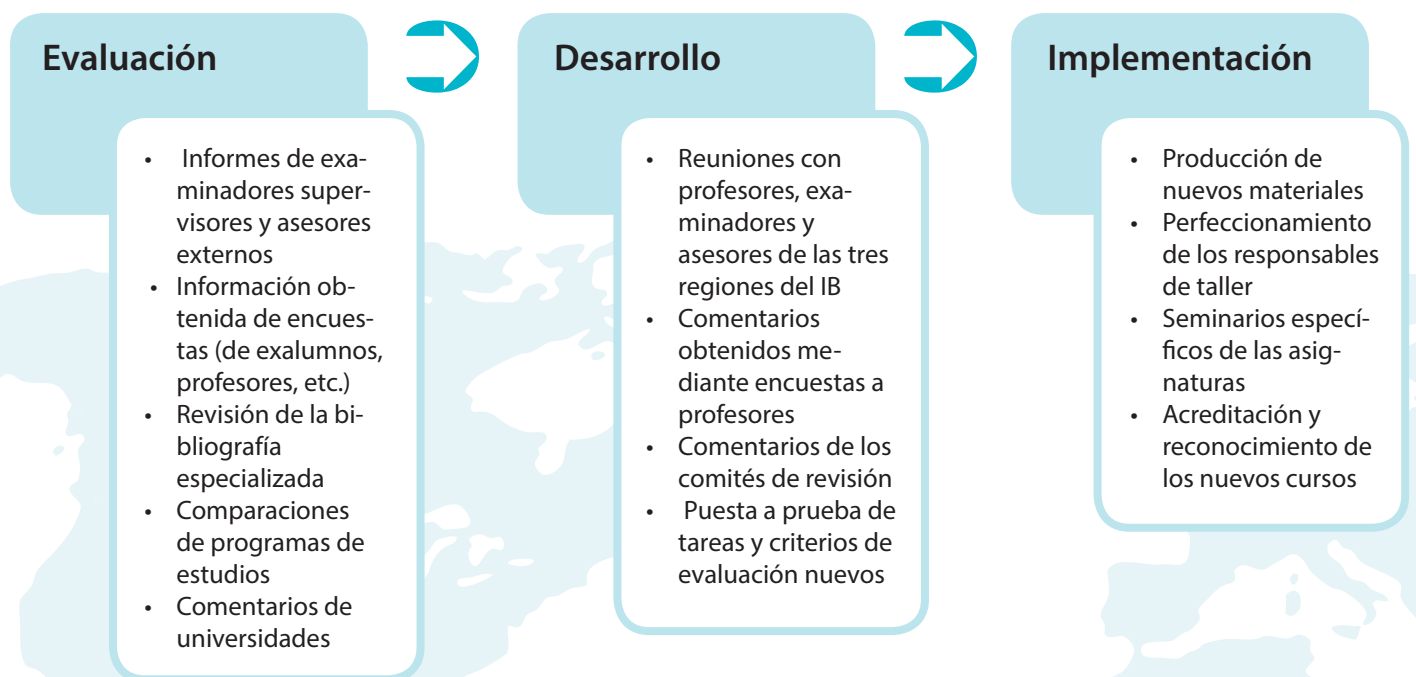 Evaluación
• Informes de exa-
minadores super-
visores y asesores
externos
• Información ob-
tenida de encues-
tas (de exalumnos,
profesores, etc.)
• Revisión de la bi-
bliografía
especializada
• Comparaciones
de programas de
estudios
• Comentarios de
universidades
Desarrollo
• Reuniones con
profesores, exa-
minadores y
asesores de las tres
regiones del IB
• Comentarios
obtenidos me-
diante encuestas a
profesores
• Comentarios de los
comités de revisión
• Puesta a prueba de
tareas y criterios de
evaluación nuevos
Implementación
• Producción de
nuevos materiales
• Perfeccionamiento
de los responsables
de taller
• Seminarios especí-
ficos de las asig-
naturas
• Acreditación y
reconocimiento de
los nuevos cursos